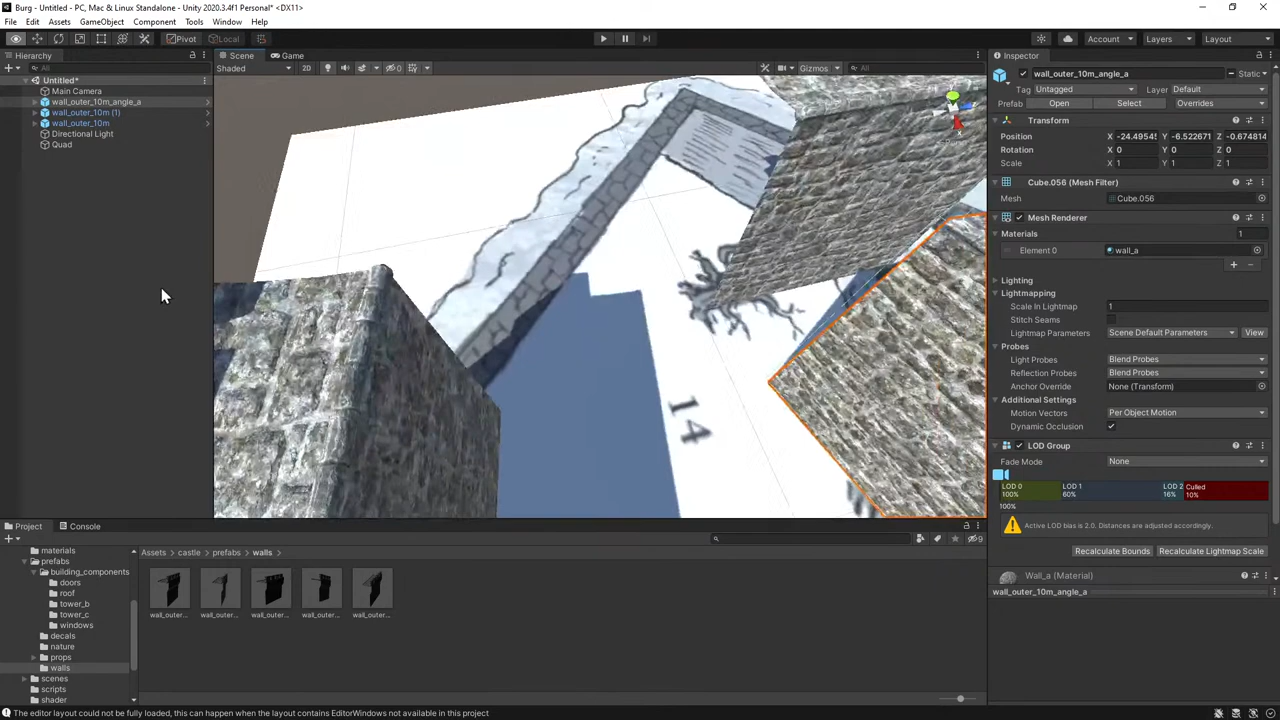 Burg - Untitled - PC, Mac & Linux Standalone - Unity 2020.3.4f1 Personal* <DX11>
File Edit Assets GameObject Component Tools Window Help
Pivot Local Account Layers Layout
Hierarchy Scene Game Inspector
All Shaded 2D 0 Gizmos All wall_outer_10m_angle_a Static
Untitled*
Main Camera
wall_outer_10m_angle_a
wall_outer_10m (1)
wall_outer_10m
Directional Light
Quad
14
Tag Untagged Layer Default
Prefab Open Select Overrides
Transform
Position X -24.4954 Y -6.522671 Z -0.674814
Rotation X 0 Y 0 Z 0
Scale X 1 Y 1 Z 1
Cube.056 (Mesh Filter)
Mesh Cube.056
Mesh Renderer
Materials 1
Element 0 wall_a
Lighting
Lightmapping
Scale In Lightmap 1
Stitch Seams
Lightmap Parameters Scene Default Parameters View
Probes
Light Probes Blend Probes
Reflection Probes Blend Probes
Anchor Override None (Transform)
Additional Settings
Motion Vectors Per Object Motion
Dynamic Occlusion
LOD Group
Fade Mode None
LOD 0 LOD 1 LOD 2 Culled
100% 60% 16% 10%
100%
Active LOD bias is 2.0. Distances are adjusted accordingly.
Recalculate Bounds Recalculate Lightmap Scale
Wall_a (Material)
wall_outer_10m_angle_a
Project Console
9
materials
prefabs
building_components
doors
roof
tower_b
tower_c
windows
decals
nature
props
walls
scenes
scripts
shader
Assets > castle > prefabs > walls >
wall_outer... wall_outer... wall_outer... wall_outer... wall_outer...
The editor layout could not be fully loaded, this can happen when the layout contains EditorWindows not available in this project